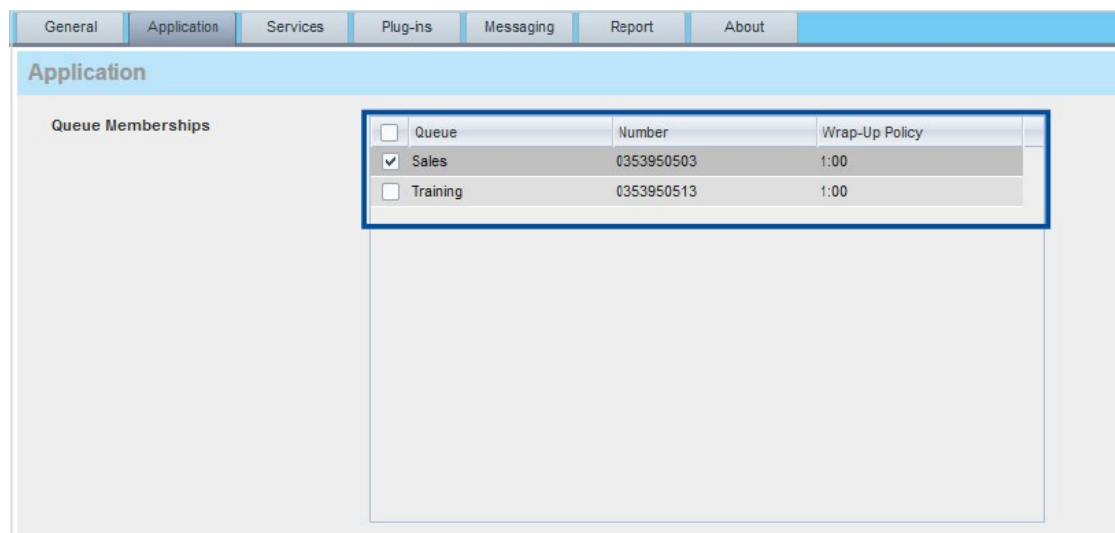 General Application Services Plug-ins Messaging Report About
Application
Queue Memberships
Queue Number Wrap-Up Policy
Sales 0353950503 1:00
Training 0353950513 1:00